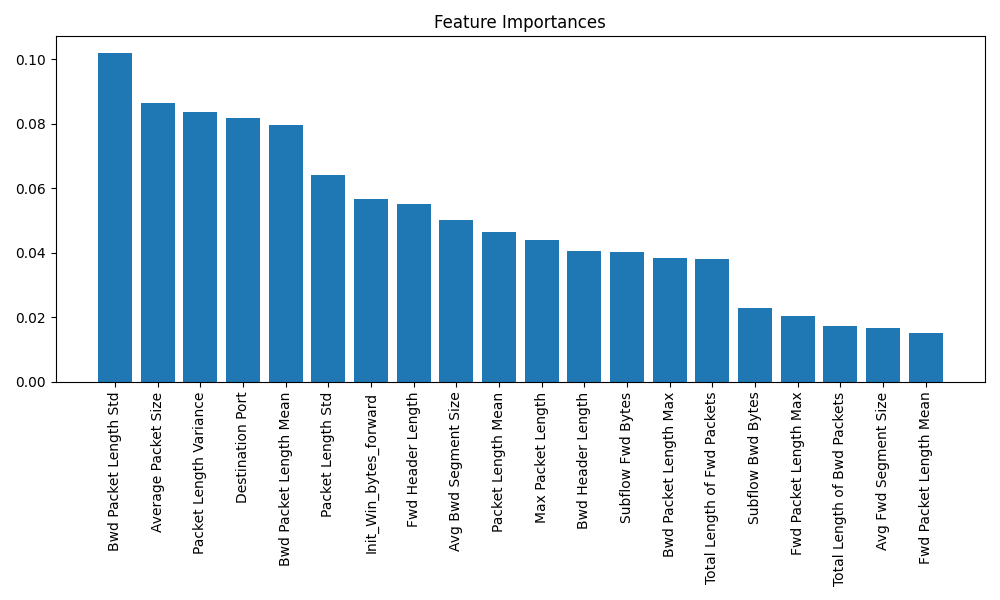 Feature Importances
0.10
0.08
0.06
0.04
0.02
0.00
Bwd Packet Length Std
Average Packet Size
Packet Length Variance
Destination Port
Bwd Packet Length Mean
Packet Length Std
Init_Win_bytes_forward
Fwd Header Length
Avg Bwd Segment Size
Packet Length Mean
Max Packet Length
Bwd Header Length
Subflow Fwd Bytes
Bwd Packet Length Max
Total Length of Fwd Packets
Subflow Bwd Bytes
Fwd Packet Length Max
Total Length of Bwd Packets
Avg Fwd Segment Size
Fwd Packet Length Mean